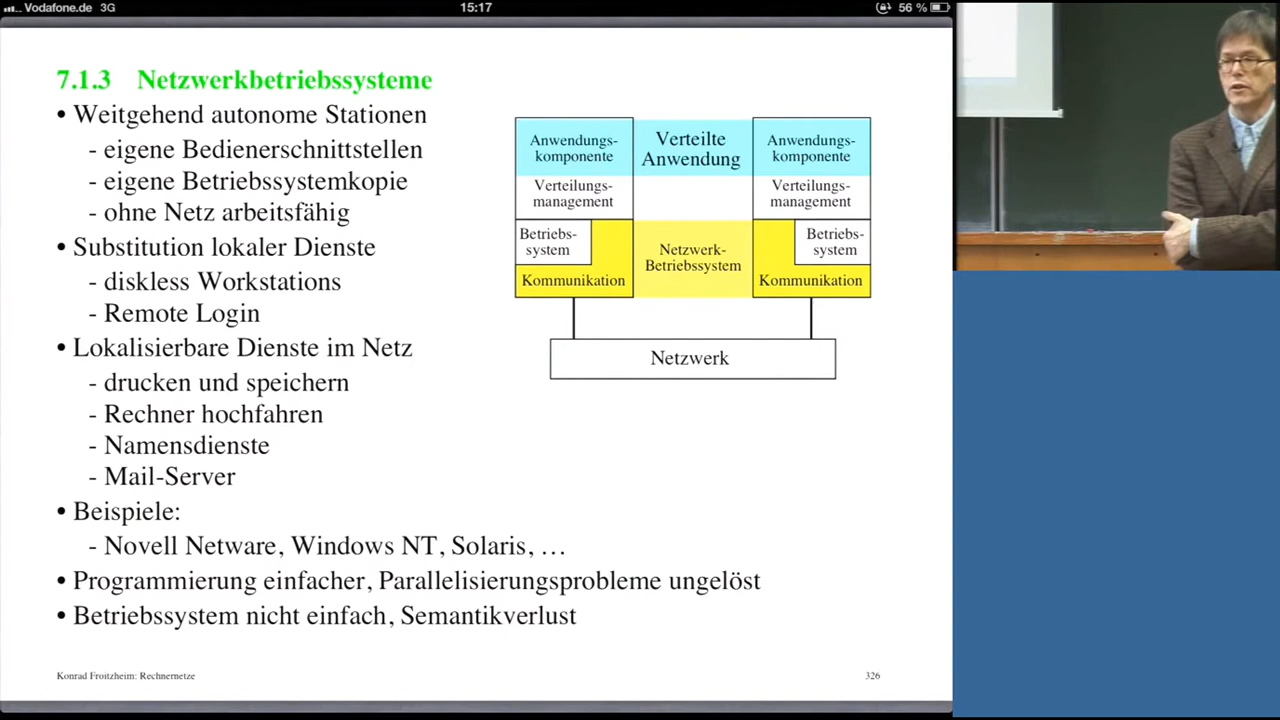 Vodafone.de 3G
15:17
56 %
7.1.3 Netzwerkbetriebssysteme
• Weitgehend autonome Stationen
- eigene Bedienerschnittstellen
- eigene Betriebssystemkopie
- ohne Netz arbeitsfähig
• Substitution lokaler Dienste
- diskless Workstations
- Remote Login
• Lokalisierbare Dienste im Netz
- drucken und speichern
- Rechner hochfahren
- Namensdienste
- Mail-Server
• Beispiele:
- Novell Netware, Windows NT, Solaris, …
• Programmierung einfacher, Parallelisierungsprobleme ungelöst
• Betriebssystem nicht einfach, Semantikverlust
Anwendungs-
komponente
Verteilte
Anwendung
Anwendungs-
komponente
Verteilungs-
management
Verteilungs-
management
Betriebs-
system
Netzwerk-
Betriebssystem
Betriebs-
system
Kommunikation
Kommunikation
Netzwerk
Konrad Froitzheim: Rechnernetze
326